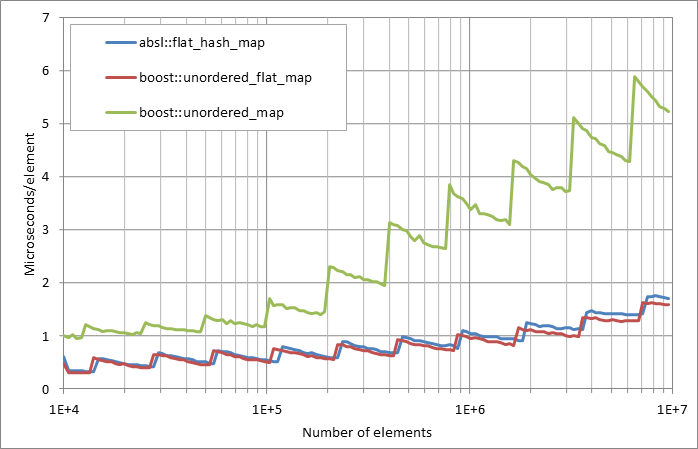 7
6
5
4
3
2
1
0
Microseconds/element
absl::flat_hash_map
boost::unordered_flat_map
boost::unordered_map
1E+4 1E+5 1E+6 1E+7
Number of elements